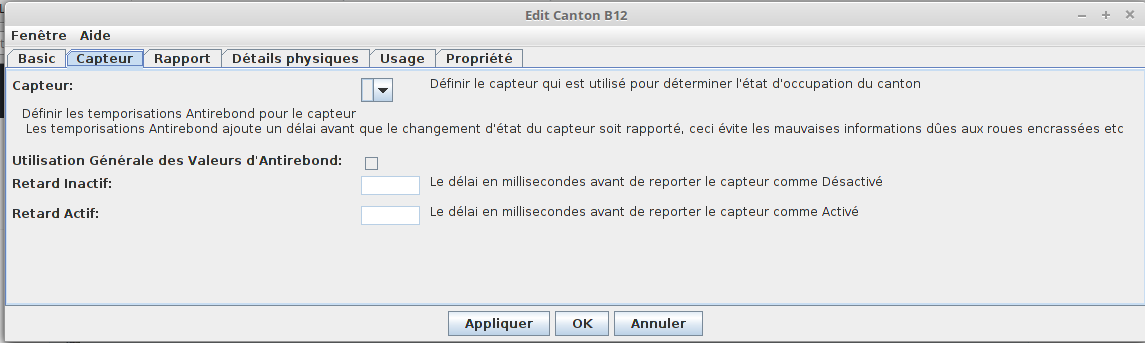 Edit Canton B12
Fenêtre Aide
Basic Capteur Rapport Détails physiques Usage Propriété
Capteur: Définir le capteur qui est utilisé pour déterminer l'état d'occupation du canton
Définir les temporisations Antirebond pour le capteur
Les temporisations Antirebond ajoute un délai avant que le changement d'état du capteur soit rapporté, ceci évite les mauvaises informations dûes aux roues encrassées etc
Utilisation Générale des Valeurs d'Antirebond:
Retard Inactif: Le délai en millisecondes avant de reporter le capteur comme Désactivé
Retard Actif: Le délai en millisecondes avant de reporter le capteur comme Activé
Appliquer OK Annuler